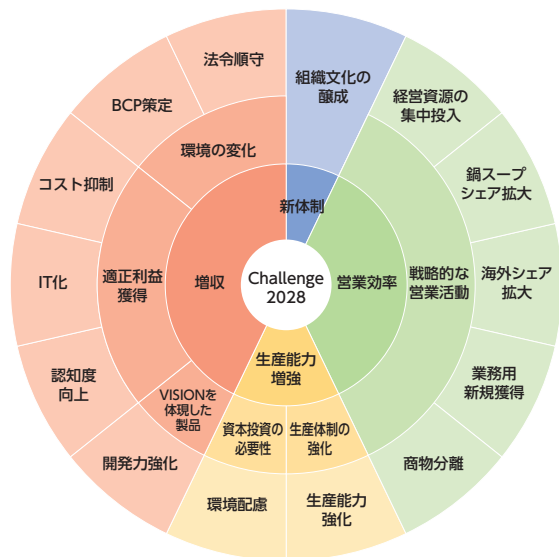 Challenge
2028
新体制
営業効率
生産能力
増強
増収
組織文化の
醸成
戦略的な
営業活動
経営資源の
集中投入
鍋スープ
シェア拡大
海外シェア
拡大
業務用
新規獲得
商物分離
生産体制の
強化
生産能力
強化
資本投資の
必要性
環境配慮
VISIONを
体現した
製品
開発力強化
適正利益
獲得
認知度
向上
IT化
コスト抑制
環境の変化
BCP策定
法令順守